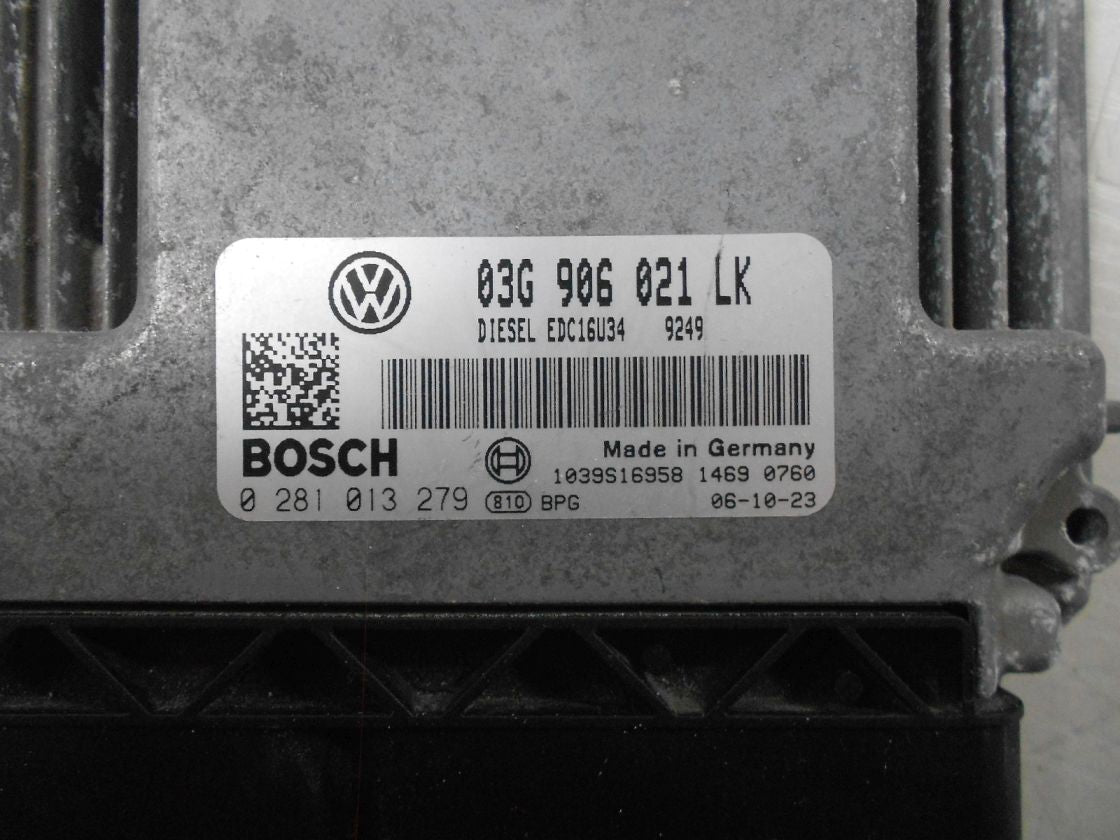 03G 906 021 LK
DIESEL EDC16U34 9249
BOSCH
Made in Germany
1039S16958 1469 0760
0 281 013 279 810 BPG 06-10-23